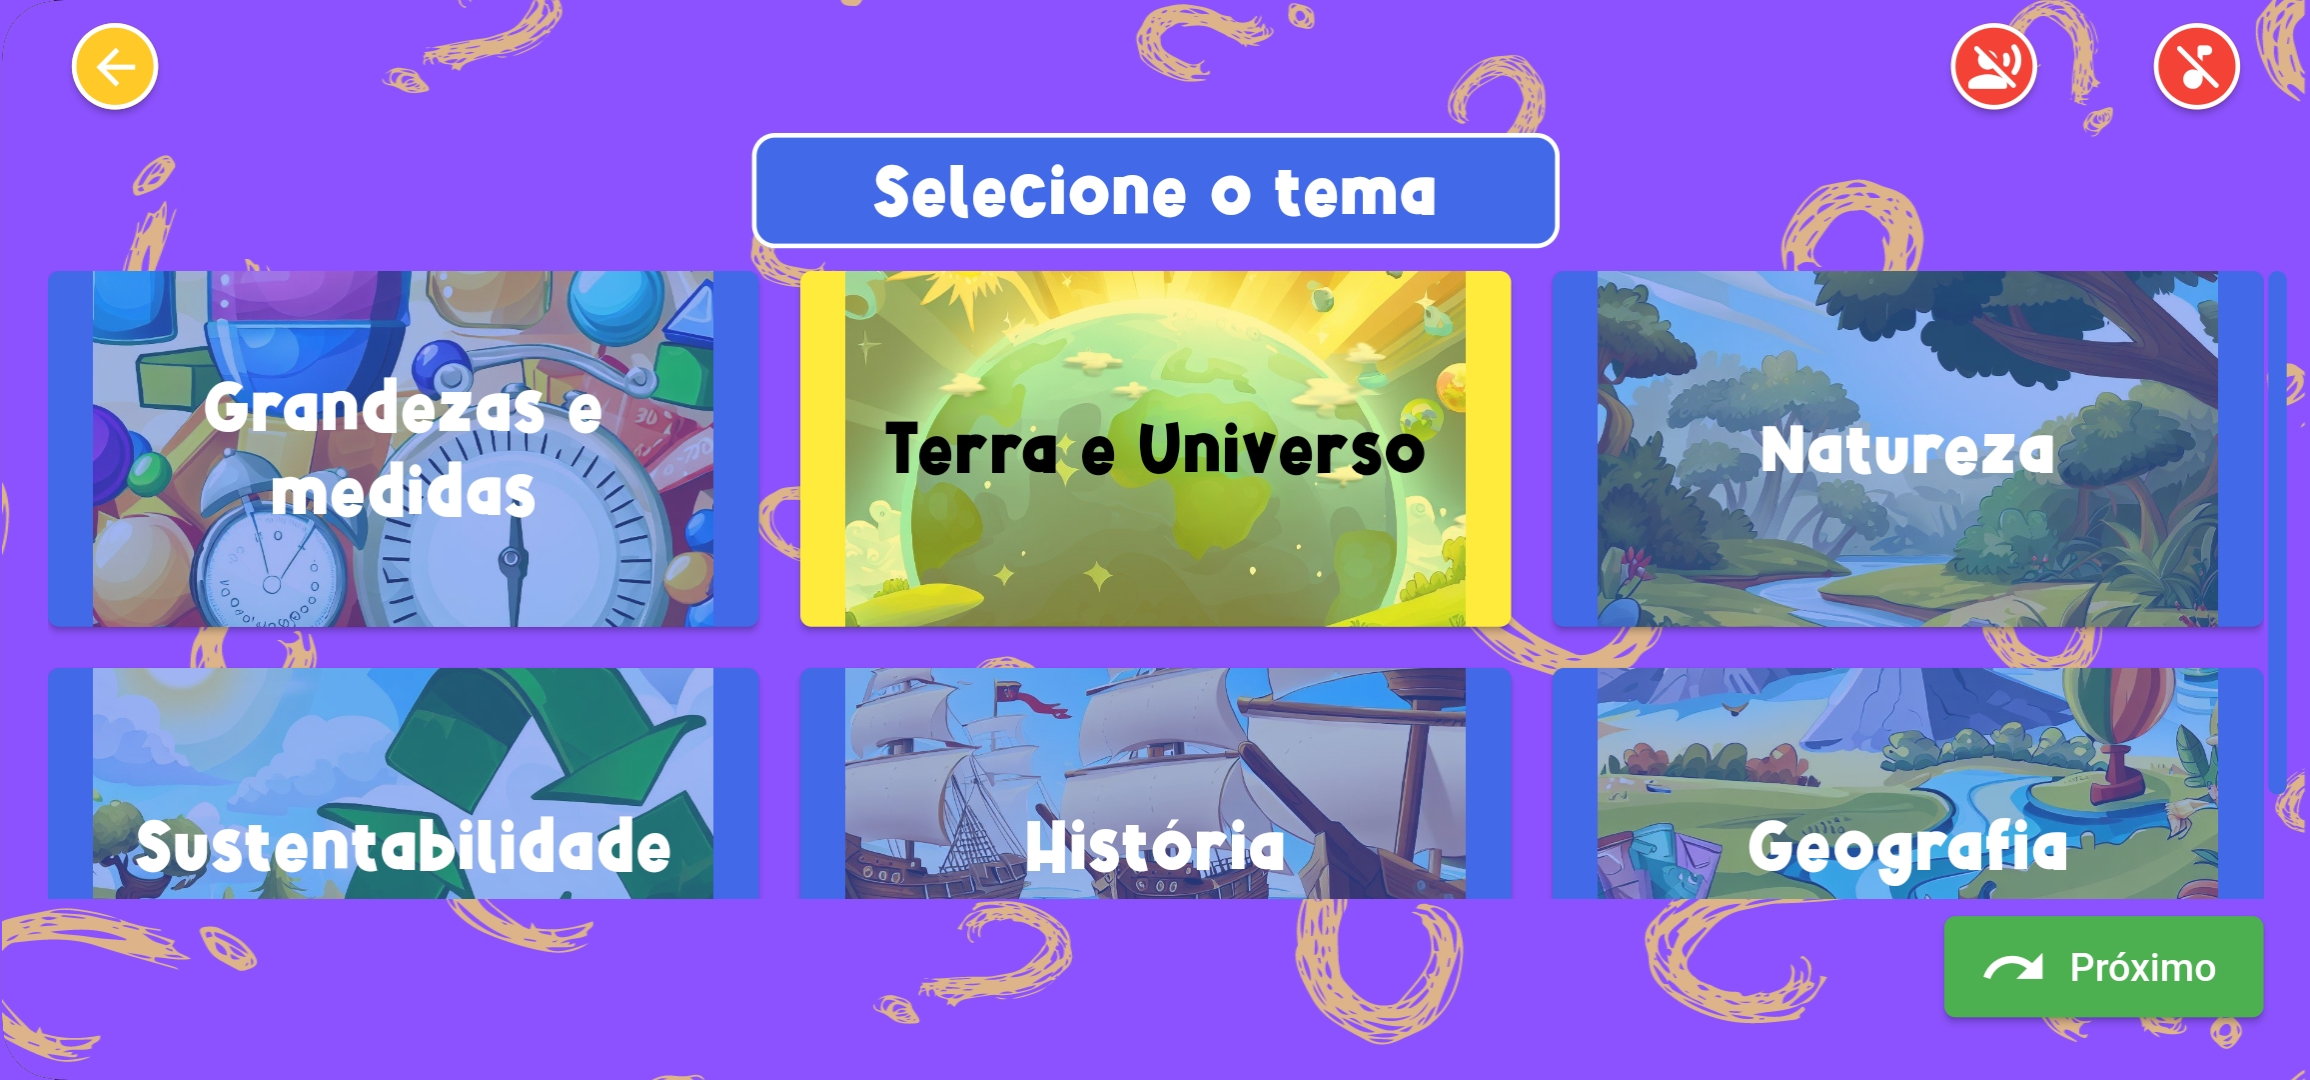 Selecione o tema
Grandezas e
medidas
Terra e Universo
Natureza
Sustentabilidade
História
Geografia
Próximo